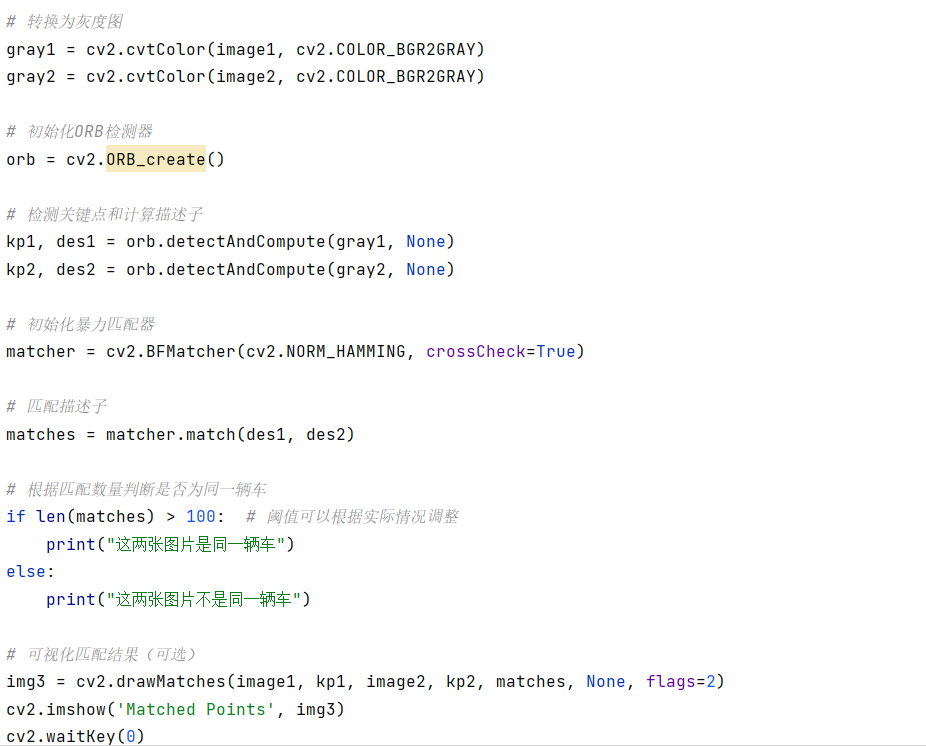 # 转换为灰度图
gray1 = cv2.cvtColor(image1, cv2.COLOR_BGR2GRAY)
gray2 = cv2.cvtColor(image2, cv2.COLOR_BGR2GRAY)
# 初始化ORB检测器
orb = cv2.ORB_create()
# 检测关键点和计算描述子
kp1, des1 = orb.detectAndCompute(gray1, None)
kp2, des2 = orb.detectAndCompute(gray2, None)
# 初始化暴力匹配器
matcher = cv2.BFMatcher(cv2.NORM_HAMMING, crossCheck=True)
# 匹配描述子
matches = matcher.match(des1, des2)
# 根据匹配数量判断是否为同一辆车
if len(matches) > 100:  # 阈值可以根据实际情况调整
    print("这两张图片是同一辆车")
else:
    print("这两张图片不是同一辆车")
# 可视化匹配结果（可选）
img3 = cv2.drawMatches(image1, kp1, image2, kp2, matches, None, flags=2)
cv2.imshow('Matched Points', img3)
cv2.waitKey(0)